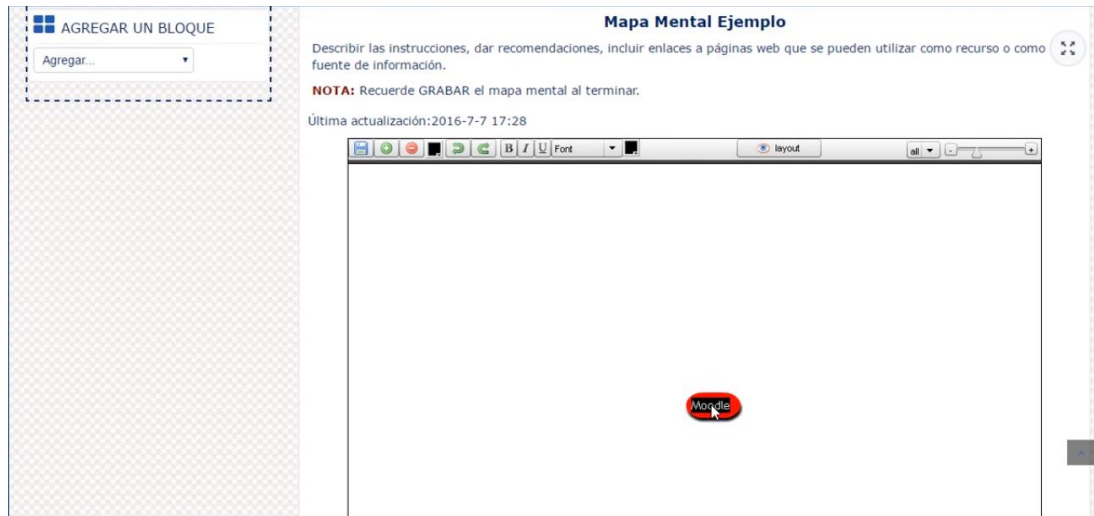 AGREGAR UN BLOQUE
Agregar...
Mapa Mental Ejemplo
Describir las instrucciones, dar recomendaciones, incluir enlaces a páginas web que se pueden utilizar como recurso o como
fuente de información.
NOTA: Recuerde GRABAR el mapa mental al terminar.
Última actualización:2016-7-7 17:28
B I U Font layout all - +
Moodle